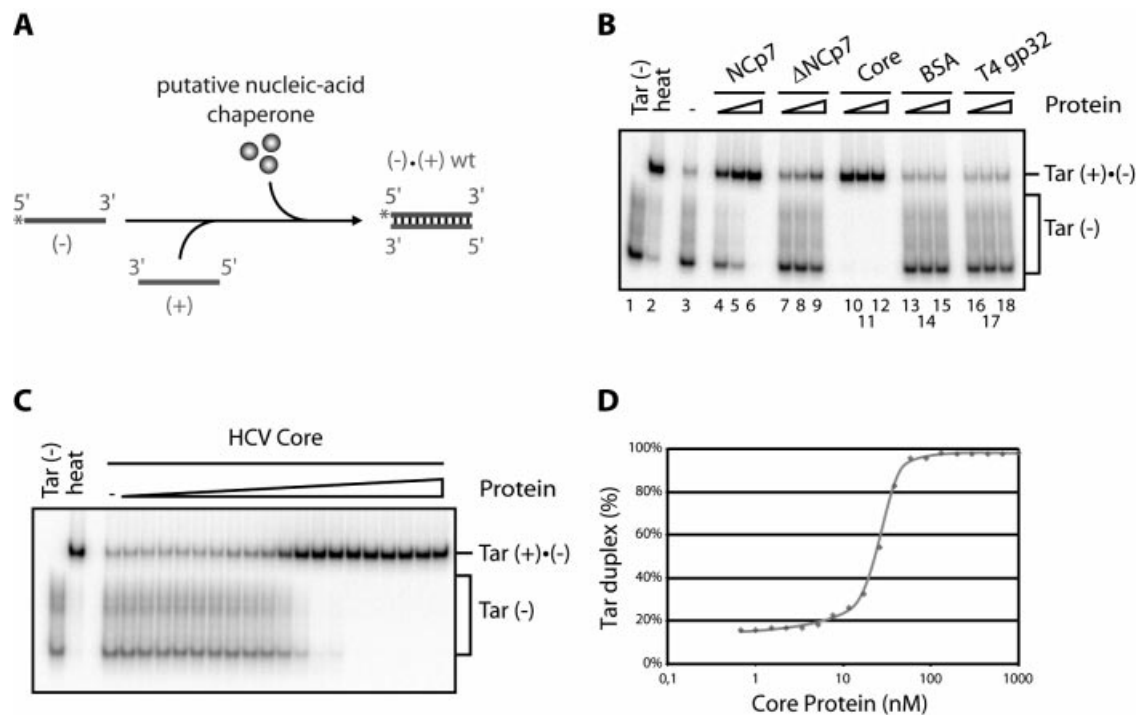 A
putative nucleic-acid
chaperone
(-)•(+) wt
5' 3'
* (-)
5' 3'
*
3' 5'
3' 5'
(+)
B
Tar (-)
heat
-
NCp7
ΔNCp7
Core
BSA
T4 gp32
Protein
Tar (+)•(-)
Tar (-)
1 2 3 4 5 6 7 8 9 10 12 13 15 16 18
11 14 17
C
HCV Core
Tar (-)
heat
-
Protein
Tar (+)•(-)
Tar (-)
D
Tar duplex (%)
100%
80%
60%
40%
20%
0%
0,1 1 10 100 1000
Core Protein (nM)